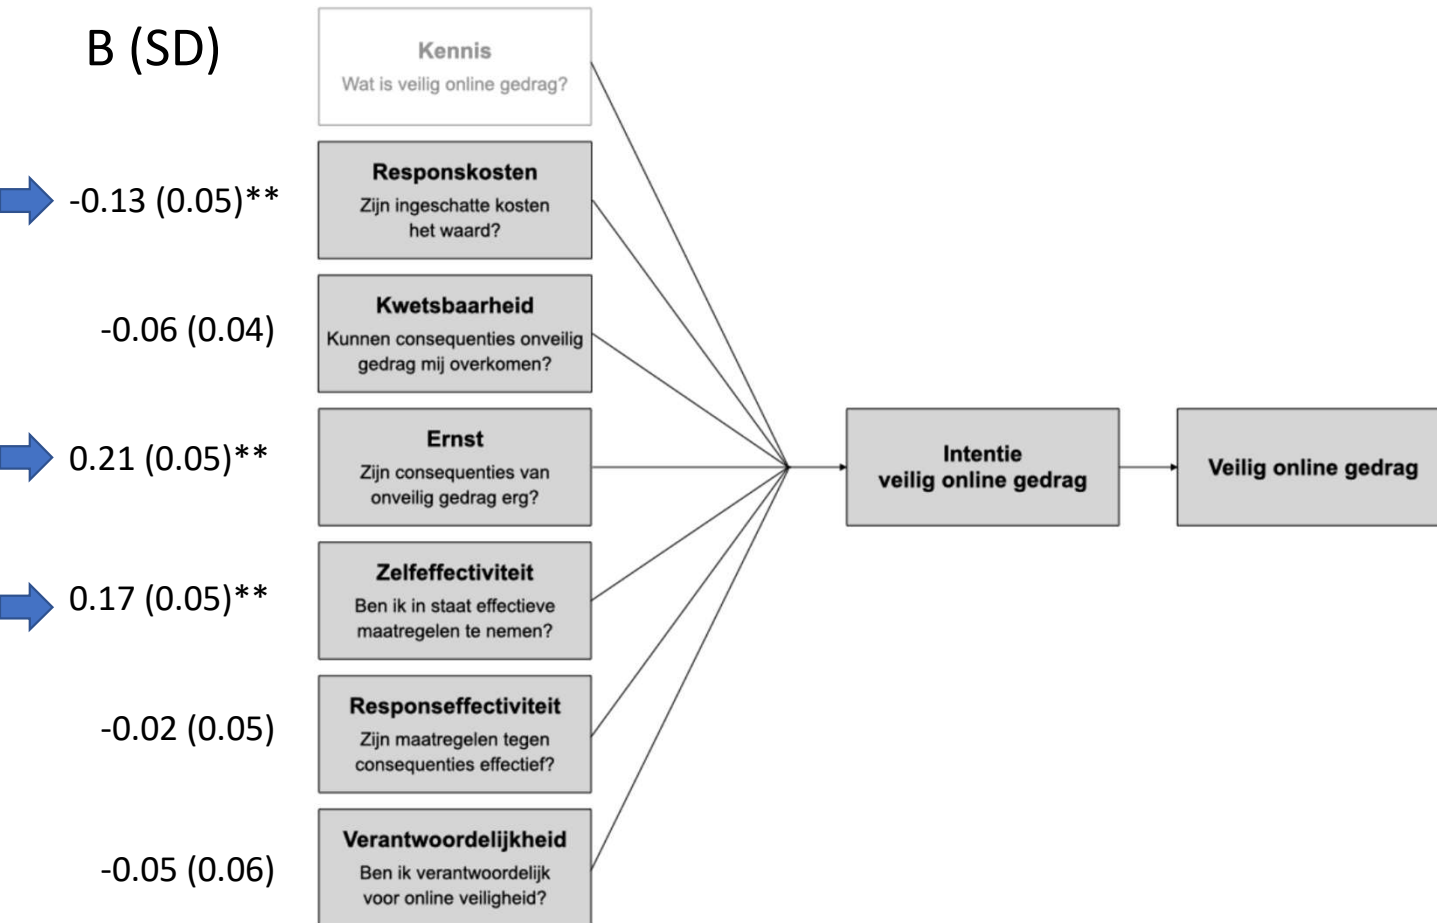 B (SD)
Kennis
Wat is veilig online gedrag?
-0.13 (0.05)**
Responskosten
Zijn ingeschatte kosten
het waard?
-0.06 (0.04)
Kwetsbaarheid
Kunnen consequenties onveilig
gedrag mij overkomen?
0.21 (0.05)**
Ernst
Zijn consequenties van
onveilig gedrag erg?
0.17 (0.05)**
Zelfeffectiviteit
Ben ik in staat effectieve
maatregelen te nemen?
-0.02 (0.05)
Responseffectiviteit
Zijn maatregelen tegen
consequenties effectief?
-0.05 (0.06)
Verantwoordelijkheid
Ben ik verantwoordelijk
voor online veiligheid?
Intentie
veilig online gedrag
Veilig online gedrag